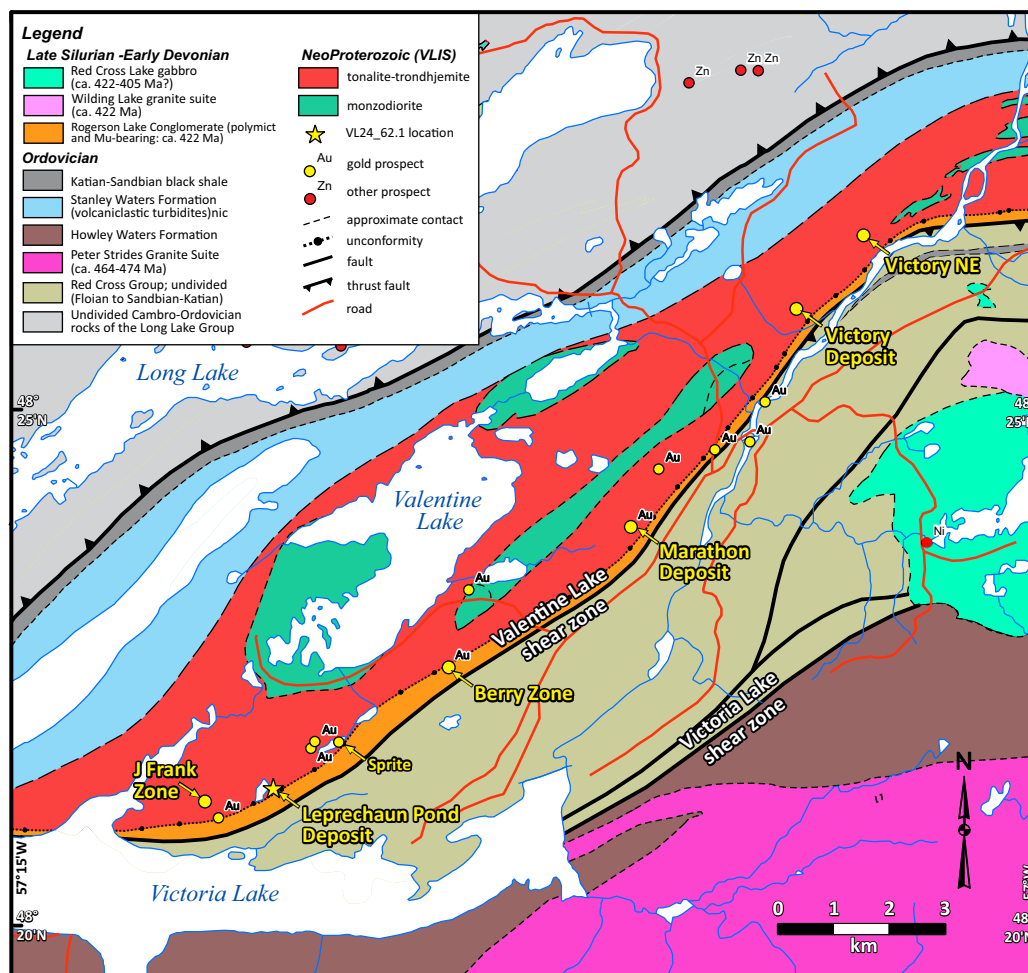 Legend
Late Silurian -Early Devonian
Red Cross Lake gabbro
(ca. 422-405 Ma?)
Wilding Lake granite suite
(ca. 422 Ma)
Rogerson Lake Conglomerate (polymict
and Mu-bearing: ca. 422 Ma)
Ordovician
Katian-Sandbian black shale
Stanley Waters Formation
(volcaniclastic turbidites)nic
Howley Waters Formation
Peter Strides Granite Suite
(ca. 464-474 Ma)
Red Cross Group; undivided
(Floian to Sandbian-Katian)
Undivided Cambro-Ordovician
rocks of the Long Lake Group
NeoProterozoic (VLIS)
tonalite-trondhjemite
monzodiorite
VL24_62.1 location
Au
gold prospect
Zn
other prospect
approximate contact
unconformity
fault
thrust fault
road
Zn
Zn Zn
Victory NE
Victory
Deposit
Long Lake
48°
25'N
48°
25'N
Au
Au
Au
Au
Valentine
Lake
Au
Marathon
Deposit
Ni
Au
Valentine Lake
shear zone
Au
Berry Zone
Victoria Lake
shear zone
Au
Au
Sprite
J Frank
Zone
Au
Leprechaun Pond
Deposit
N
57°15'W
Victoria Lake
57°W
48°
20'N
48°
20'N
0 1 2 3
km